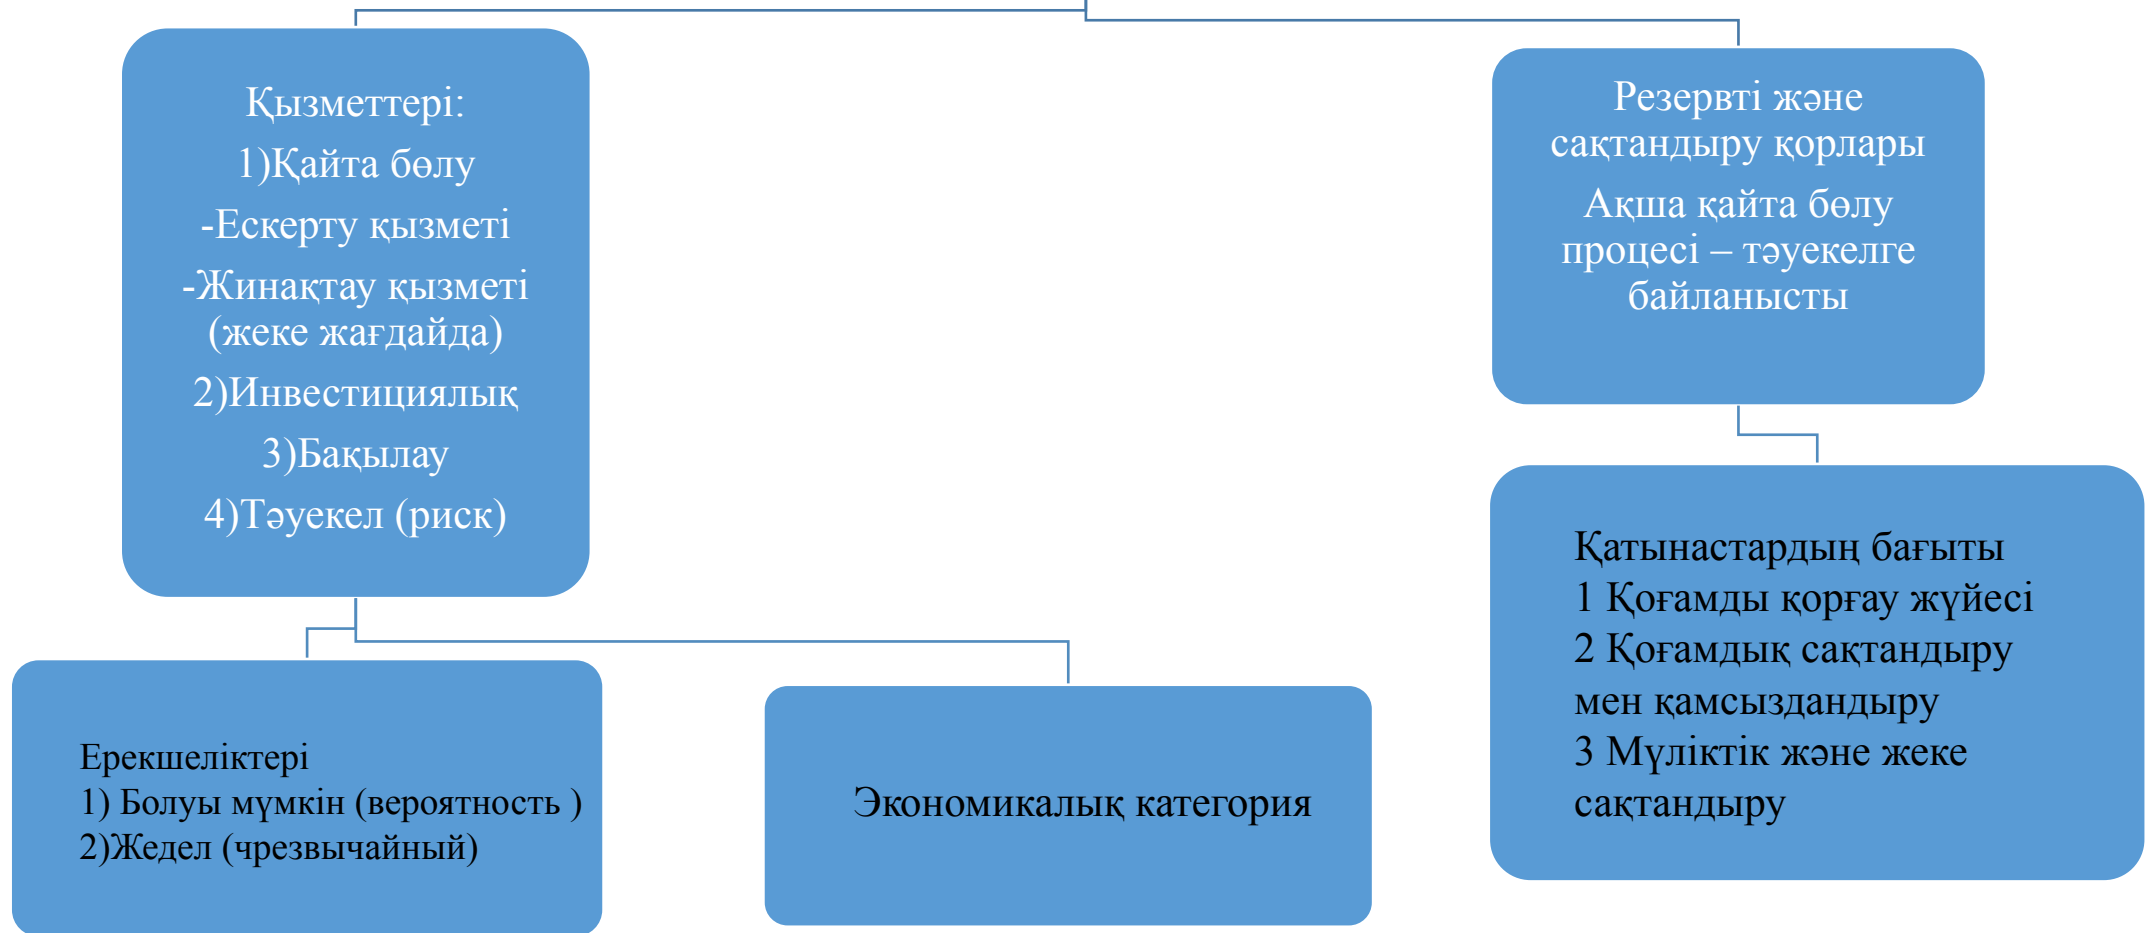 Қызметтері:
1)Қайта бөлу
-Ескерту қызметі
-Жинақтау қызметі
(жеке жағдайда)
2)Инвестициялық
3)Бақылау
4)Тәуекел (риск)
Резервті және
сақтандыру қорлары
Ақша қайта бөлу
процесі – тәуекелге
байланысты
Ерекшеліктері
1) Болуы мүмкін (вероятность )
2)Жедел (чрезвычайный)
Экономикалық категория
Қатынастардың бағыты
1 Қоғамды қорғау жүйесі
2 Қоғамдық сақтандыру
мен қамсыздандыру
3 Мүліктік және жеке
сақтандыру